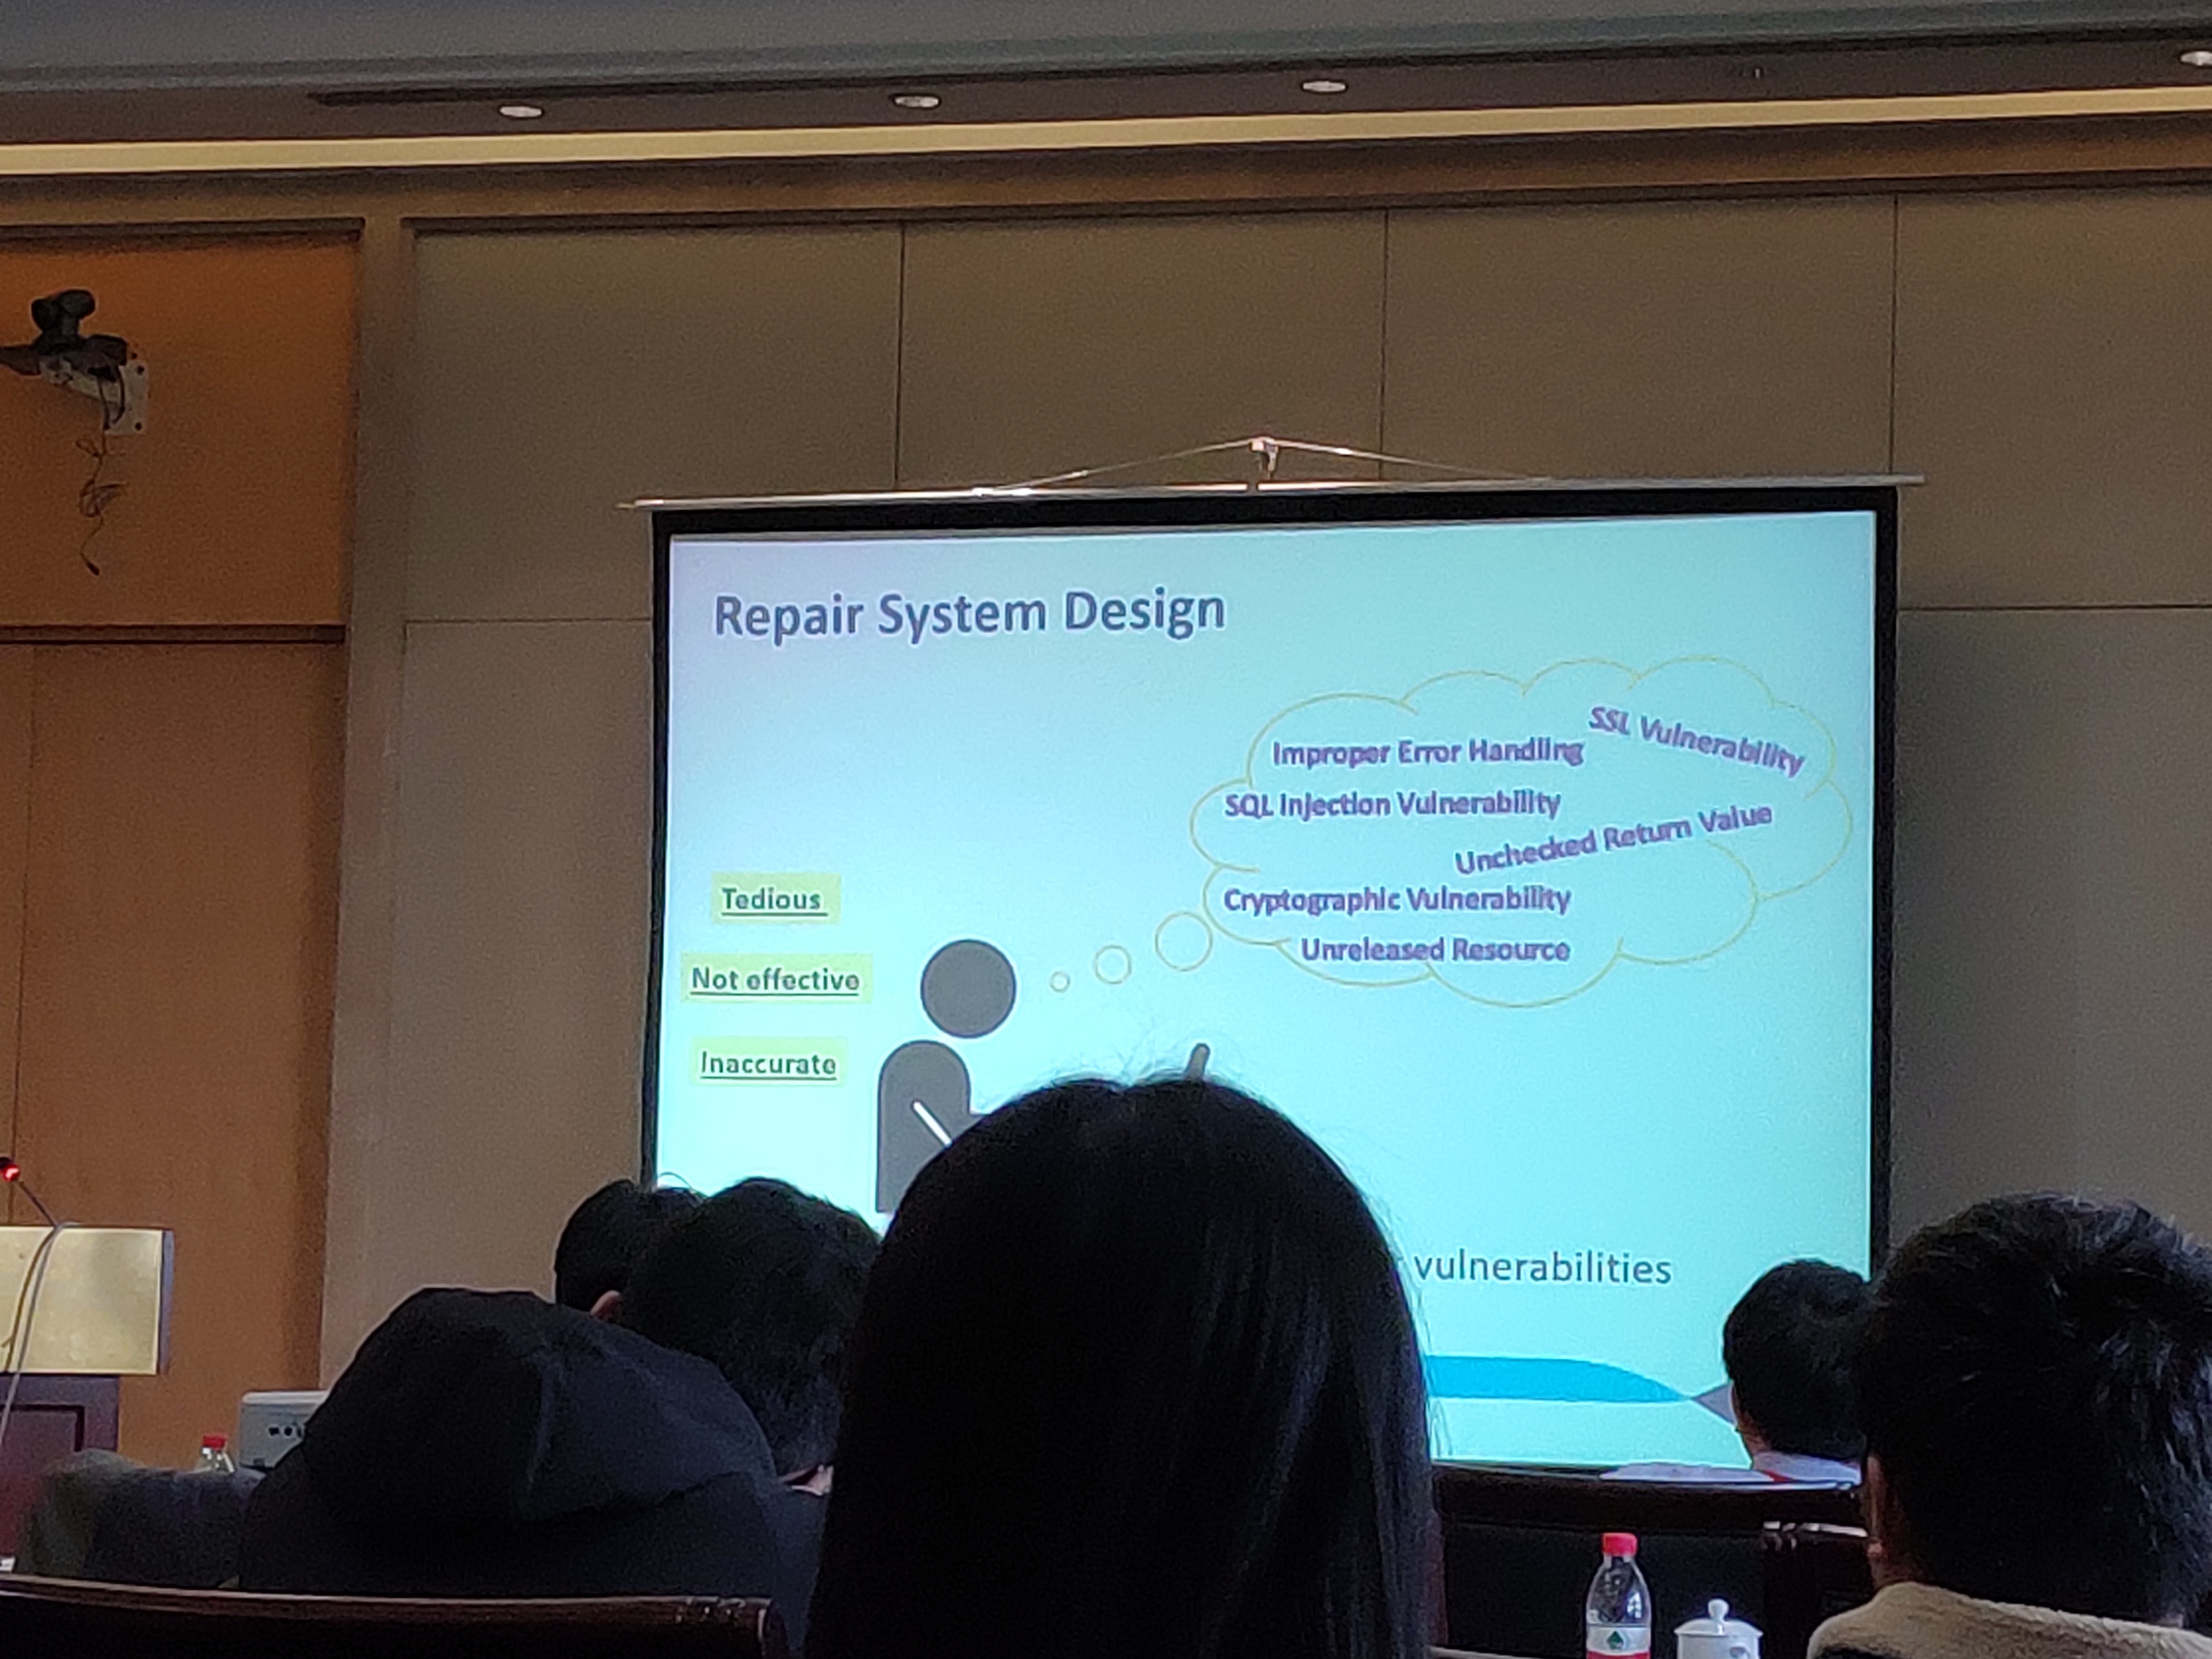 Repair System Design
SSL Vulnerability
Improper Error Handling
SQL Injection Vulnerability
Unchecked Return Value
Cryptographic Vulnerability
Unreleased Resource
Tedious
Not effective
Inaccurate
vulnerabilities